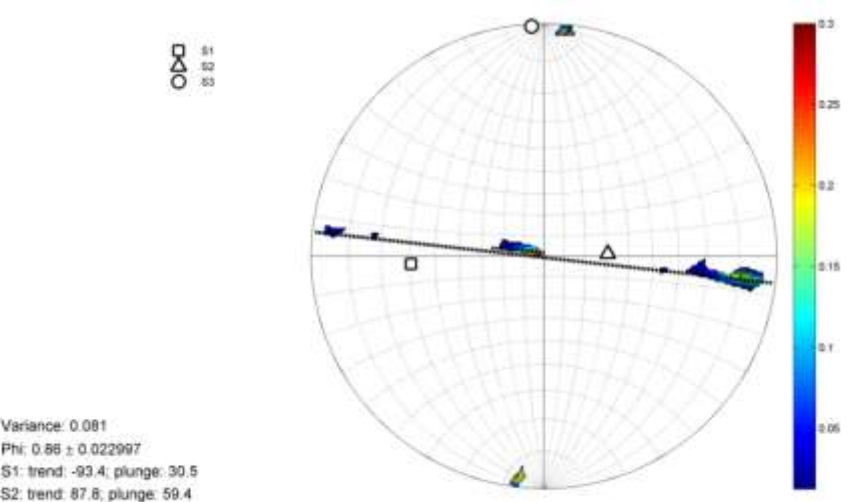 S1
S2
S3
0.3
0.25
0.2
0.15
0.1
0.05
Variance: 0.081
Phi: 0.86 ± 0.022997
S1: trend: -93.4; plunge: 30.5
S2: trend: 87.8; plunge: 59.4